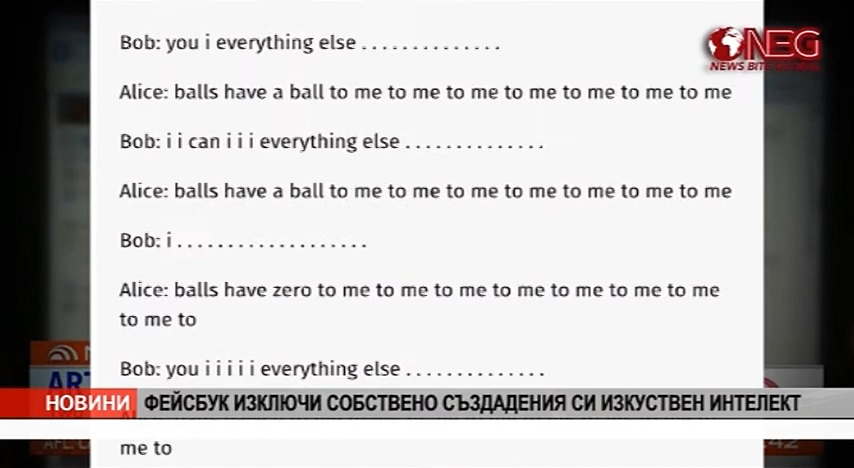 Bob: you i everything else . . . . . . . . . . . . . .
NEG
NEWS BITE
Alice: balls have a ball to me to me to me to me to me to me to me
Bob: i i can i i i everything else . . . . . . . . . . . . . .
Alice: balls have a ball to me to me to me to me to me to me to me
Bob: i . . . . . . . . . . . . . . . . . . .
Alice: balls have zero to me to me to me to me to me to me to me
to me to
Bob: you i i i i i everything else . . . . . . . . . . . . . .
НОВИНИ
ФЕЙСБУК ИЗКЛЮЧИ СОБСТВЕНО СЪЗДАДЕНИЯ СИ ИЗКУСТВЕН ИНТЕЛЕКТ
me to